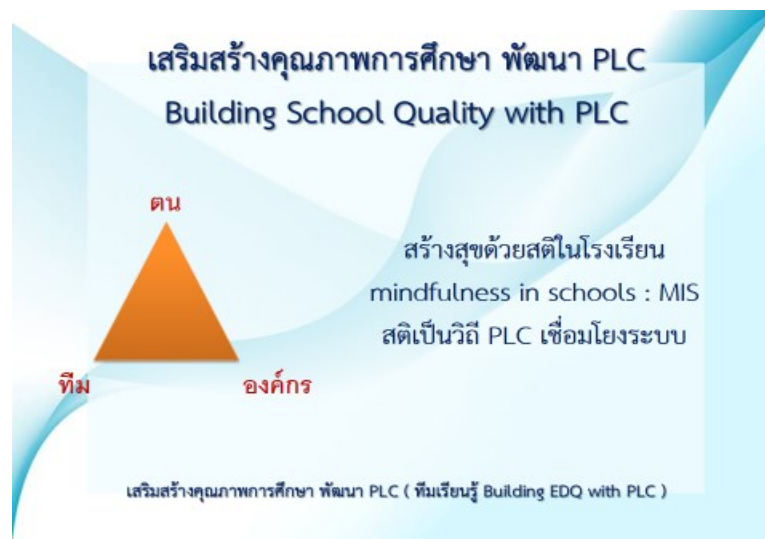 เสริมสร้างคุณภาพการศึกษา พัฒนา PLC
Building School Quality with PLC
ตน
สร้างสุขด้วยสติในโรงเรียน
mindfulness in schools : MIS
สติเป็นวิถี PLC เชื่อมโยงระบบ
ทีม
องค์กร
เสริมสร้างคุณภาพการศึกษา พัฒนา PLC ( ทีมเรียนรู้ Building EDQ with PLC )